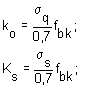 k₀ = σq/0,7 fbk;
Ks = σs/0,7 fbk;